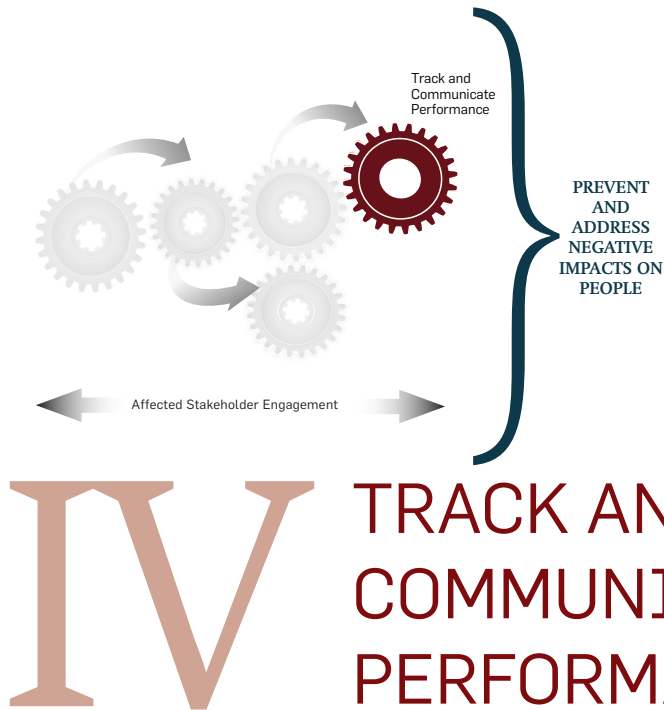 Track and
Communicate
Performance
PREVENT
AND
ADDRESS
NEGATIVE
IMPACTS ON
PEOPLE
Affected Stakeholder Engagement
IV
TRACK AN
COMMUNI
PERFORM